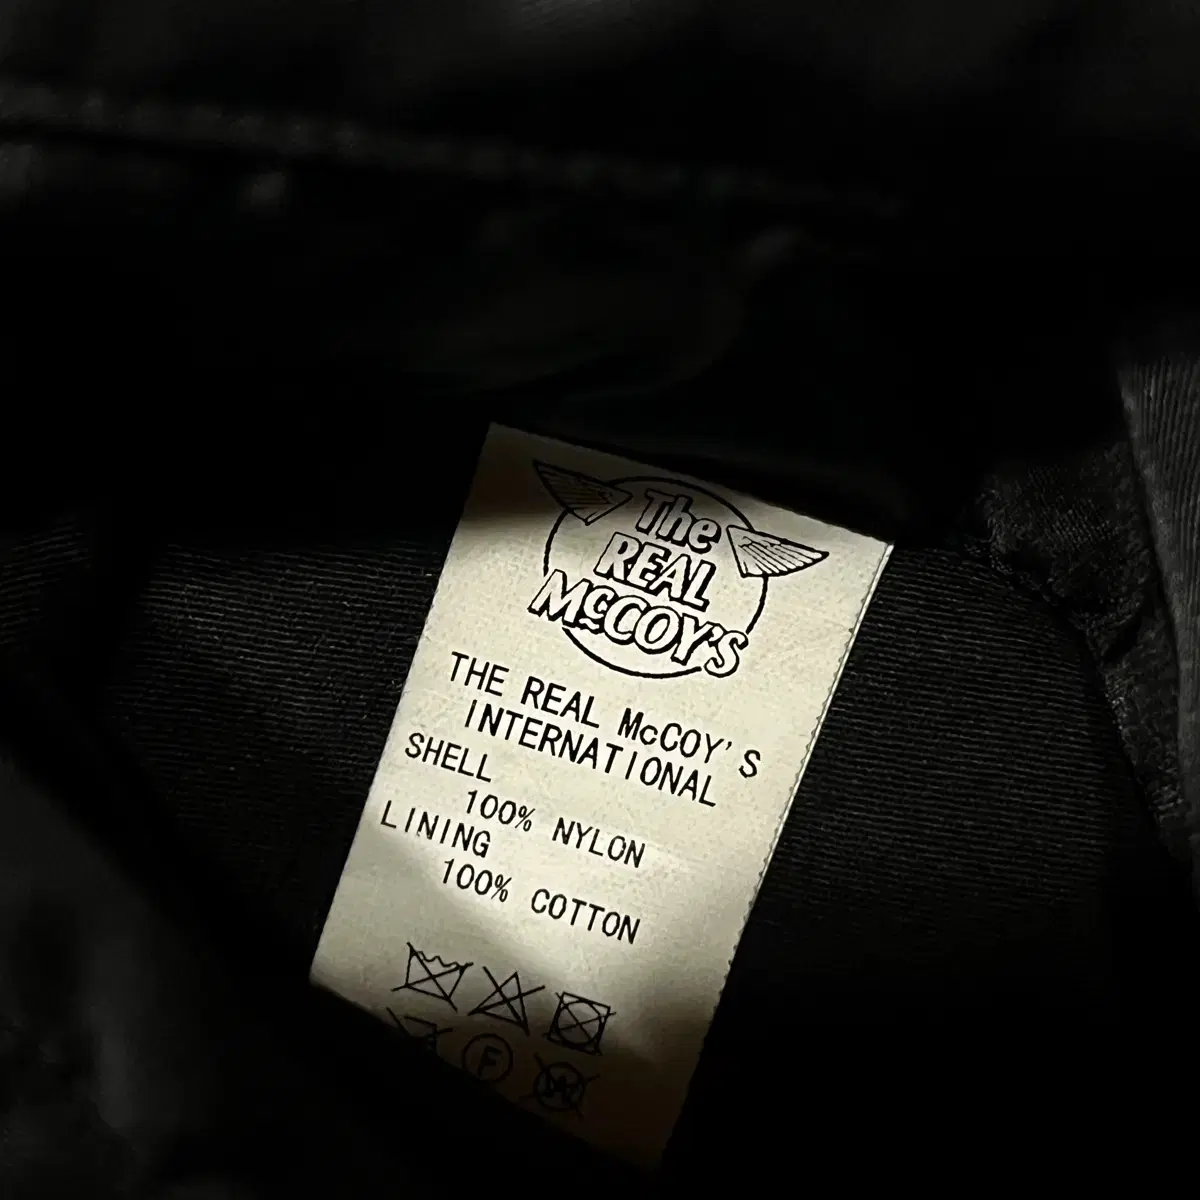 The
REAL
McCOY'S
THE REAL McCOY'S
INTERNATIONAL
SHELL
100% NYLON
LINING
100% COTTON
F
W